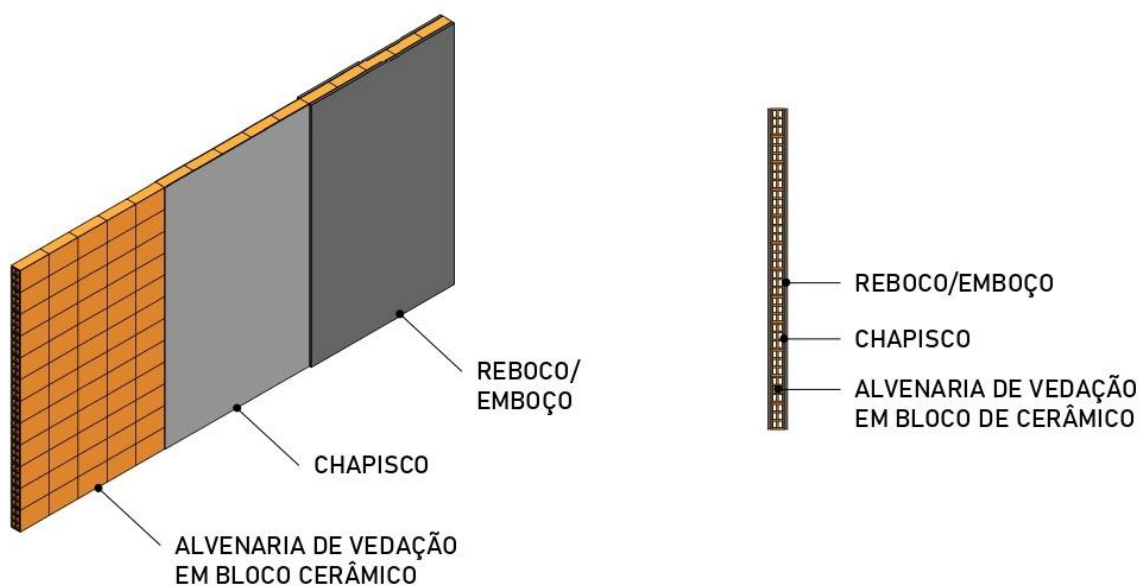 REBOCO/
EMBOÇO
CHAPISCO
ALVENARIA DE VEDAÇÃO
EM BLOCO CERÂMICO
REBOCO/EMBOÇO
CHAPISCO
ALVENARIA DE VEDAÇÃO
EM BLOCO DE CERÂMICO